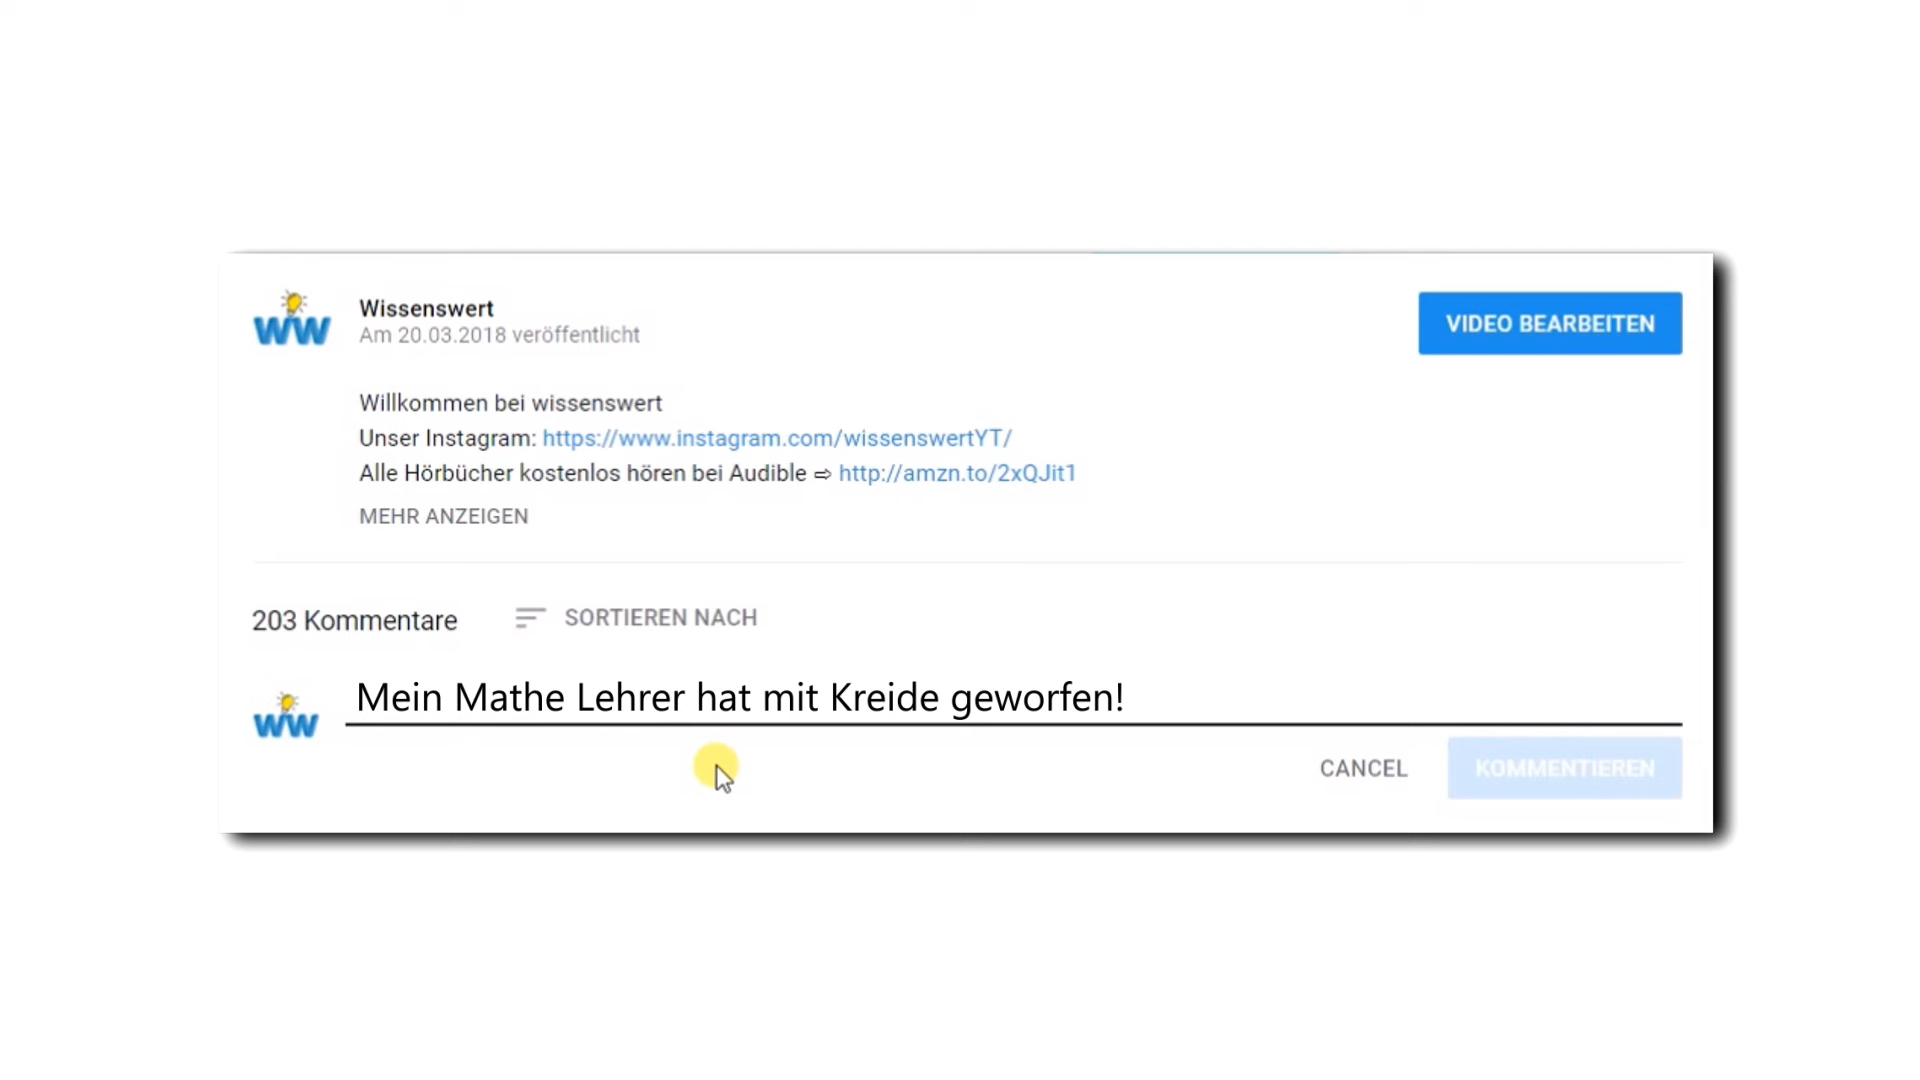 WW
Wissenswert
Am 20.03.2018 veröffentlicht
VIDEO BEARBEITEN
Willkommen bei wissenswert
Unser Instagram: https://www.instagram.com/wissenswertYT/
Alle Hörbücher kostenlos hören bei Audible ⇨ http://amzn.to/2xQJit1
MEHR ANZEIGEN
203 Kommentare
SORTIEREN NACH
WW
Mein Mathe Lehrer hat mit Kreide geworfen!
CANCEL
KOMMENTIEREN